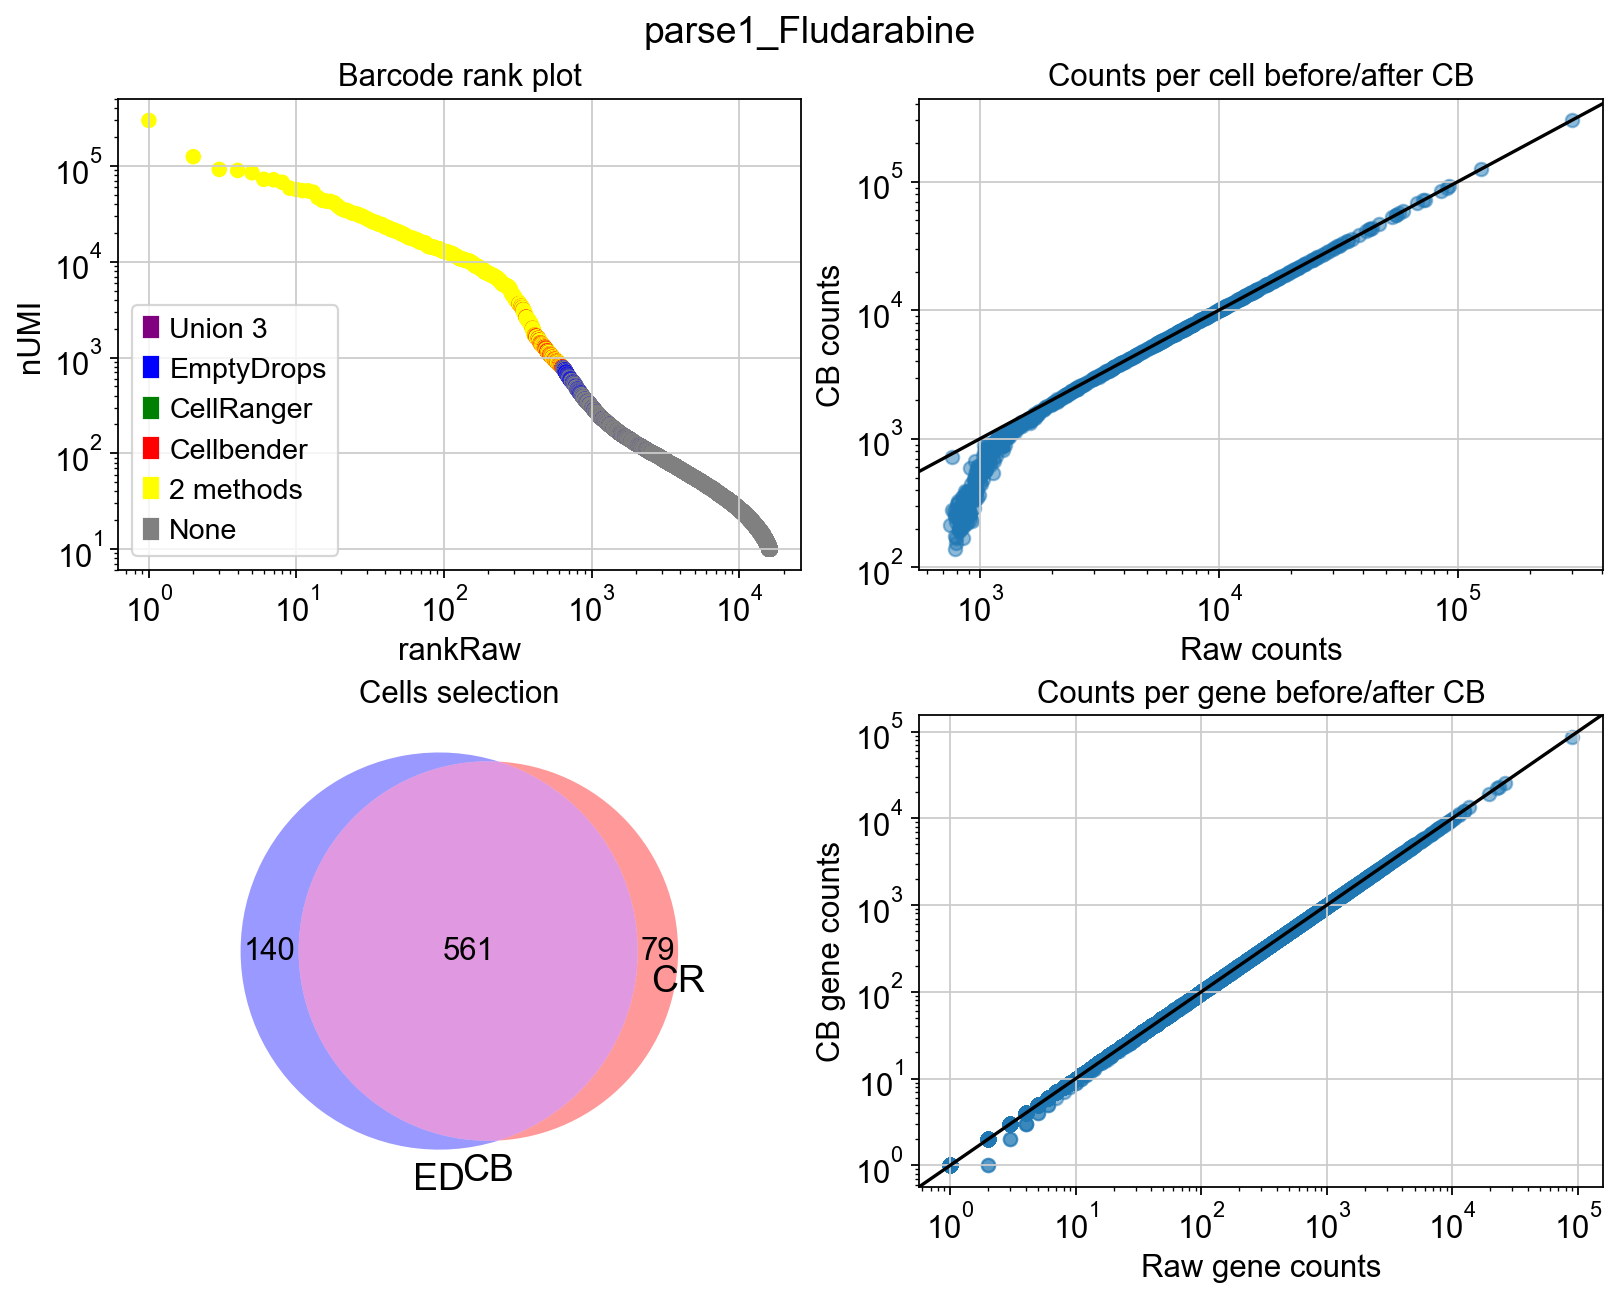 parse1_Fludarabine
Barcode rank plot
nUMI
10^5
10^4
10^3
10^2
10^1
Union 3
EmptyDrops
CellRanger
Cellbender
2 methods
None
10^0 10^1 10^2 10^3 10^4
rankRaw
Counts per cell before/after CB
CB counts
10^5
10^4
10^3
10^2
10^3 10^4 10^5
Raw counts
Cells selection
140 561 79
CR
ED CB
Counts per gene before/after CB
CB gene counts
10^5
10^4
10^3
10^2
10^1
10^0
10^0 10^1 10^2 10^3 10^4 10^5
Raw gene counts